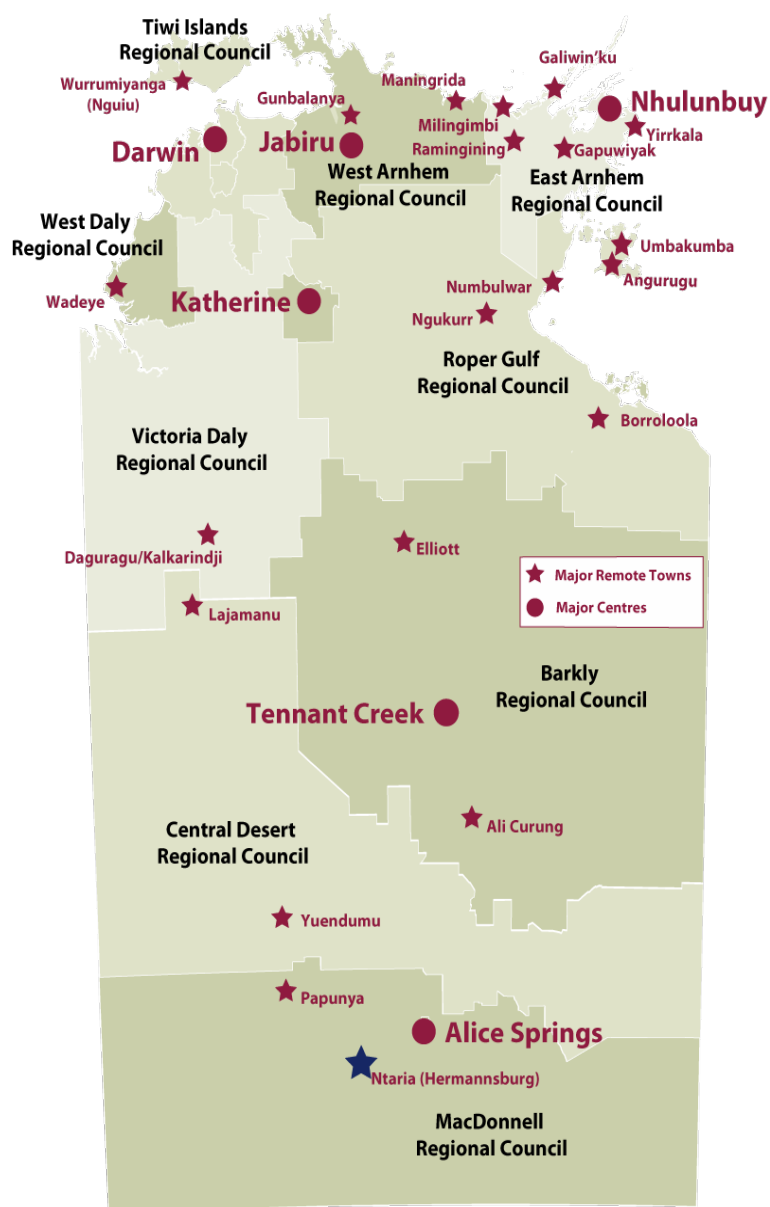 Tiwi Islands
Regional Council
Wurrumiyanga
(Nguiu)
Galiwin'ku
Maningrida
Gunbalanya
Nhulunbuy
Milingimbi
Yirrkala
Darwin
Jabiru
Ramingining
Gapuwiyak
West Arnhem
Regional Council
East Arnhem
Regional Council
West Daly
Regional Council
Umbakumba
Angurugu
Numbulwar
Wadeye
Katherine
Ngukurr
Roper Gulf
Regional Council
Borroloola
Victoria Daly
Regional Council
Daguragu/Kalkarindji
Elliott
Major Remote Towns
Major Centres
Lajamanu
Barkly
Regional Council
Tennant Creek
Ali Curung
Central Desert
Regional Council
Yuendumu
Papunya
Alice Springs
Ntaria (Hermannsburg)
MacDonnell
Regional Council